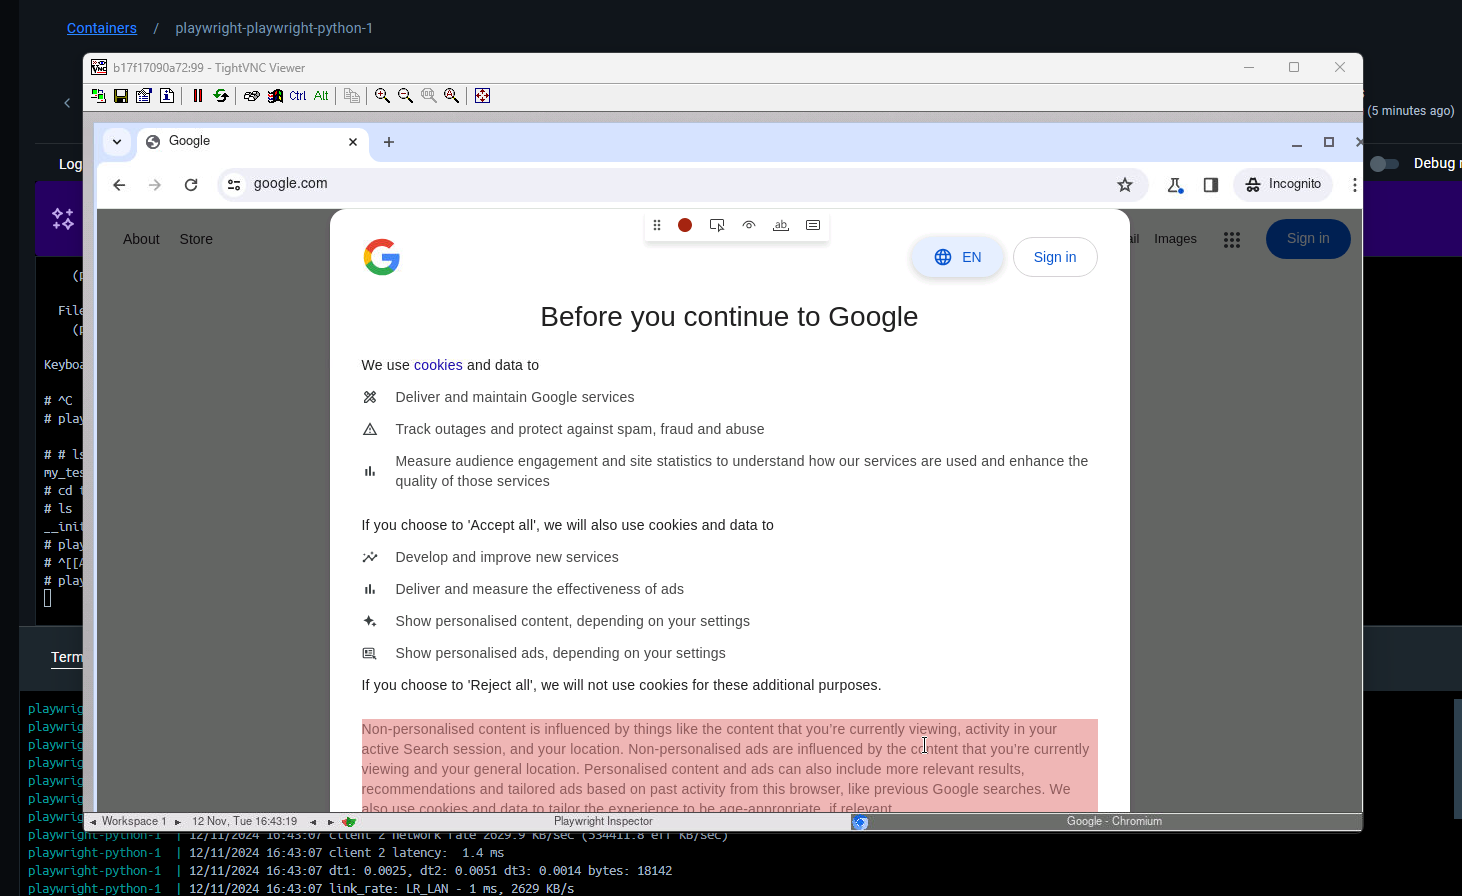 Containers / playwright-playwright-python-1
b17f17090a72:99 - TightVNC Viewer
Ctrl Alt
(5 minutes ago)
Google
Log
Debug
google.com
Incognito
About Store
Images
Sign in
EN
Sign in
Before you continue to Google
We use cookies and data to
Deliver and maintain Google services
Track outages and protect against spam, fraud and abuse
Measure audience engagement and site statistics to understand how our services are used and enhance the
quality of those services
If you choose to 'Accept all', we will also use cookies and data to
Develop and improve new services
Deliver and measure the effectiveness of ads
Show personalised content, depending on your settings
Show personalised ads, depending on your settings
If you choose to 'Reject all', we will not use cookies for these additional purposes.
Non-personalised content is influenced by things like the content that you’re currently viewing, activity in your
active Search session, and your location. Non-personalised ads are influenced by the content that you’re currently
viewing and your general location. Personalised content and ads can also include more relevant results,
recommendations and tailored ads based on past activity from this browser, like previous Google searches. We
also use cookies and data to tailor the experience to be age-appropriate, if relevant.
File
Keyboa
# ^C
# play
# # ls
my_tes
# cd t
# ls
__init
# play
# ^[[A
# play
Term
playwrig
playwrig
playwrig
playwrig
playwrig
playwrig
playwrig
Workspace 1 12 Nov, Tue 16:43:19 Playwright Inspector Google - Chromium
playwright-python-1 | 12/11/2024 16:43:07 client 2 network rate 2629.9 KB/sec (534411.8 eff KB/sec)
playwright-python-1 | 12/11/2024 16:43:07 client 2 latency: 1.4 ms
playwright-python-1 | 12/11/2024 16:43:07 dt1: 0.0025, dt2: 0.0051 dt3: 0.0014 bytes: 18142
playwright-python-1 | 12/11/2024 16:43:07 link_rate: LR_LAN - 1 ms, 2629 KB/s